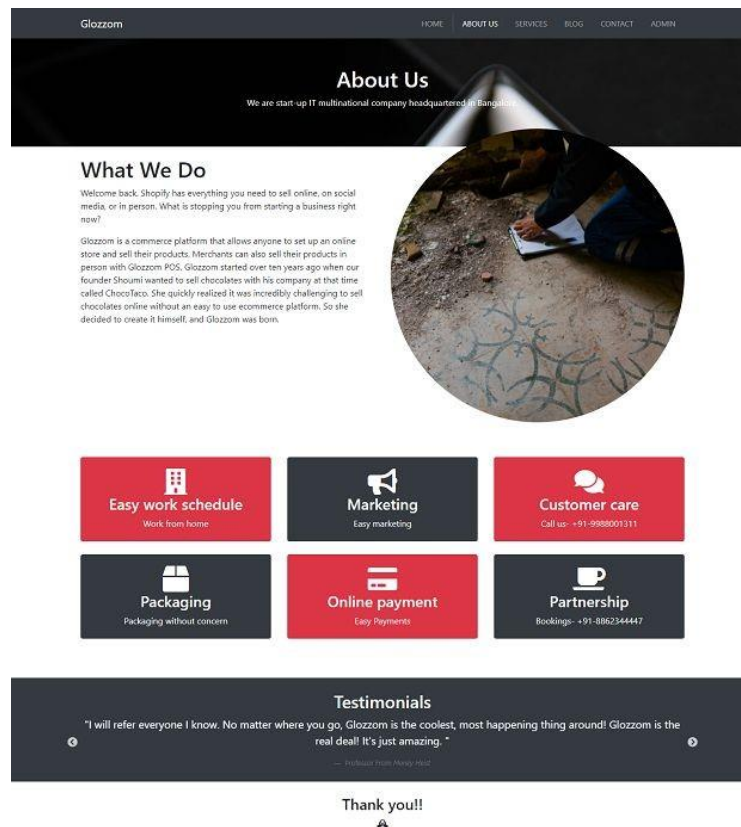 Glozzom
HOME ABOUT US SERVICES BLOG CONTACT ADMIN
About Us
We are start-up IT multinational company headquartered in Bangalore.
What We Do
Welcome back. Shopify has everything you need to sell online, on social
media, or in person. What is stopping you from starting a business right
now?
Glozzom is a commerce platform that allows anyone to set up an online
store and sell their products. Merchants can also sell their products in
person with Glozzom POS. Glozzom started over ten years ago when our
founder Shoumi wanted to sell chocolates with his company at that time
called ChocoTaco. She quickly realized it was incredibly challenging to sell
chocolates online without an easy to use ecommerce platform. So she
decided to create it himself, and Glozzom was born.
Easy work schedule
Work from home
Marketing
Easy marketing
Customer care
Call us- +91-9988001311
Packaging
Packaging without concern
Online payment
Easy Payments
Partnership
Bookings- +91-8862344447
Testimonials
"I will refer everyone I know. No matter where you go, Glozzom is the coolest, most happening thing around! Glozzom is the
real deal! It's just amazing. "
— Professor From Money Heist
Thank you!!